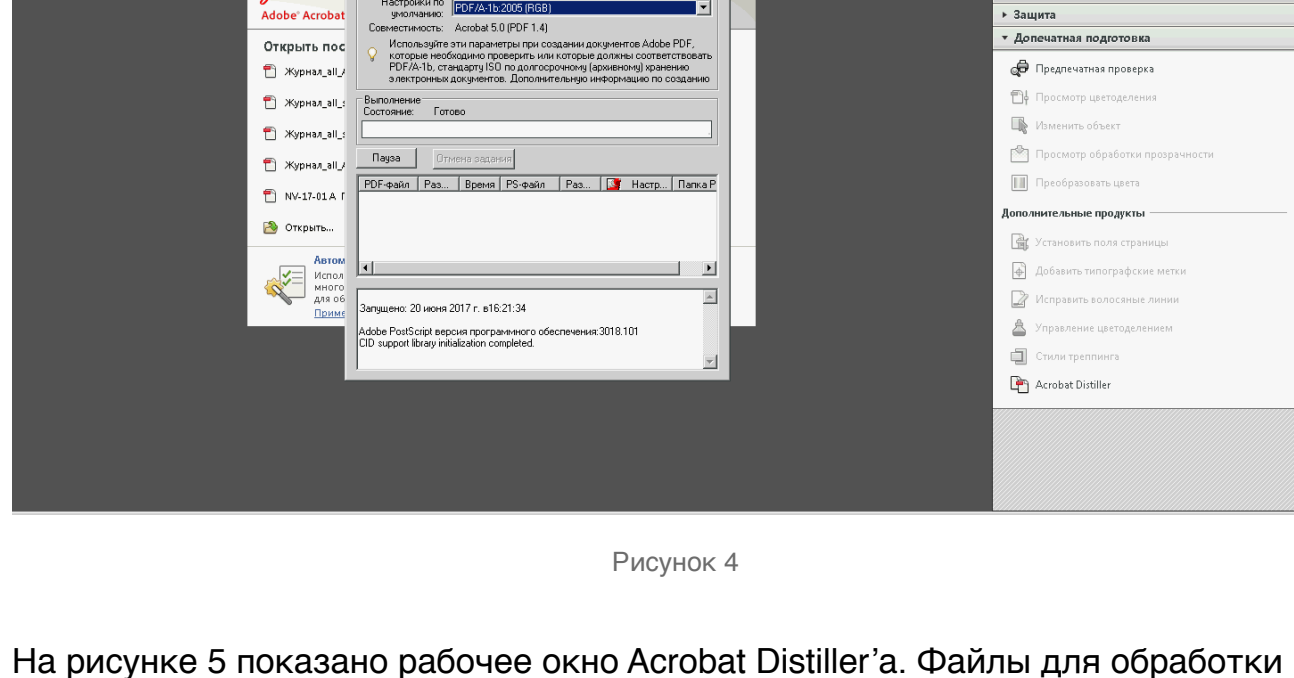 Настройки по
умолчанию:
PDF/A-1b:2005 (RGB)
Adobe® Acrobat
Совместимость: Acrobat 5.0 (PDF 1.4)
Используйте эти параметры при создании документов Adobe PDF,
которые необходимо проверить или которые должны соответствовать
PDF/A-1b, стандарту ISO по долгосрочному (архивному) хранению
электронных документов. Дополнительную информацию по созданию
Открыть пос
Журнал_all_
Журнал_all_s
Журнал_all_s
Журнал_all_
NV-17-01 A
Открыть...
Автом
Испол
много
для об
Приме
Выполнение
Состояние: Готово
Пауза
Отмена задания
PDF-файл Раз... Время PS-файл Раз... Настр... Папка P
Запущено: 20 июня 2017 г. в16:21:34
Adobe PostScript версия программного обеспечения:3018.101
CID support library initialization completed.
Защита
Допечатная подготовка
Предпечатная проверка
Просмотр цветоделения
Изменить объект
Просмотр обработки прозрачности
Преобразовать цвета
Дополнительные продукты
Установить поля страницы
Добавить типографские метки
Исправить волосяные линии
Управление цветоделением
Стили треппинга
Acrobat Distiller
Рисунок 4
На рисунке 5 показано рабочее окно Acrobat Distiller’а. Файлы для обработки